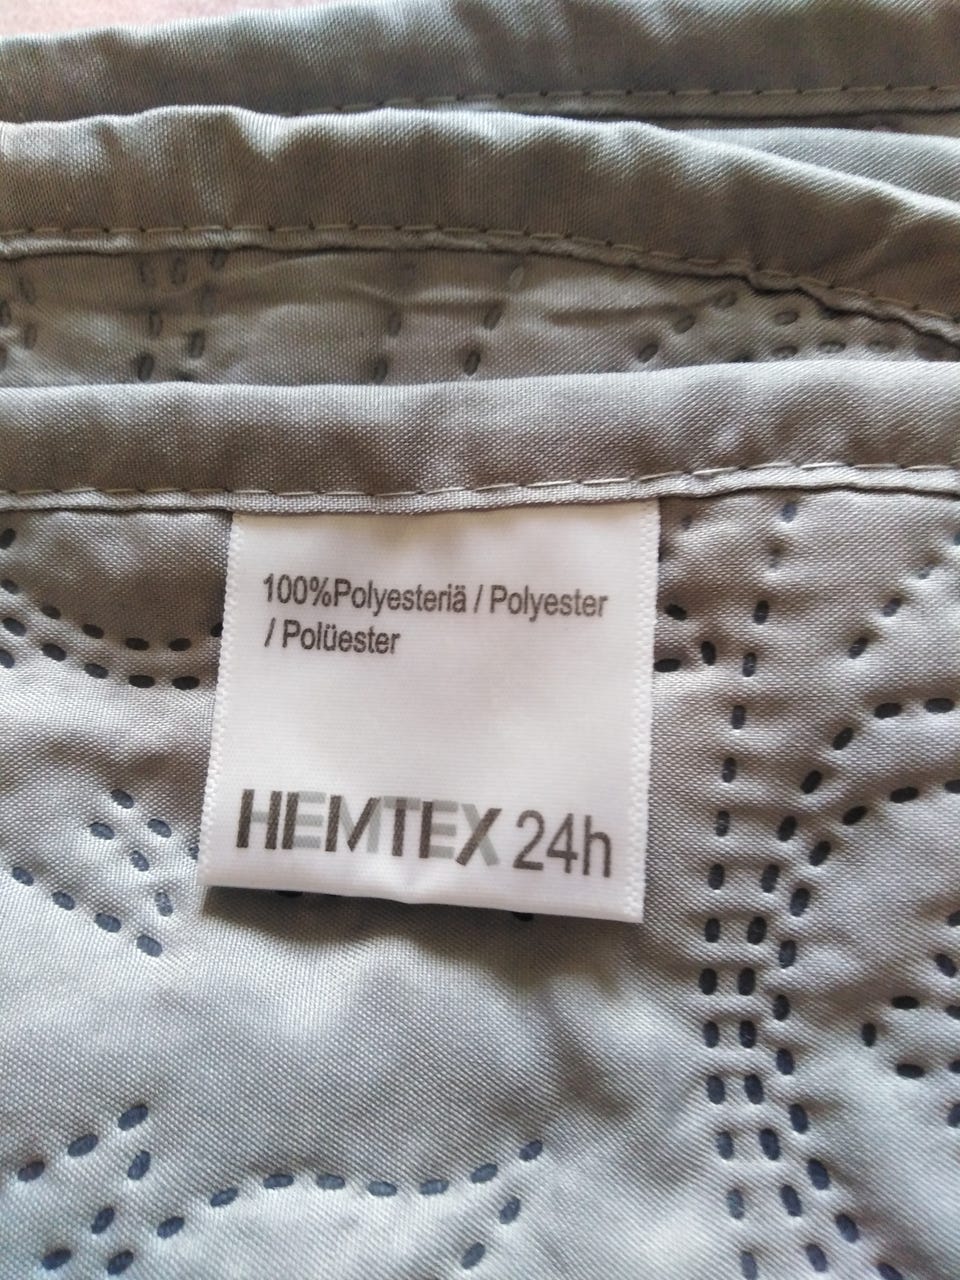 100%Polyesteriä / Polyester
/ Polüester
HEMTEX 24h